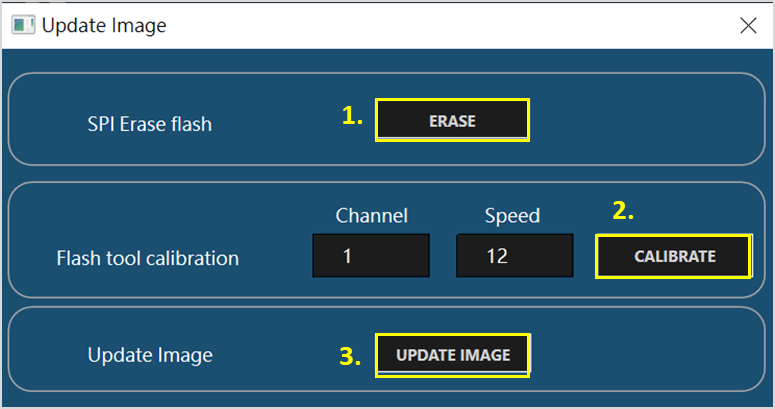 Update Image
SPI Erase flash
1.
ERASE
Channel
Speed
2.
Flash tool calibration
1
12
CALIBRATE
Update Image
3.
UPDATE IMAGE